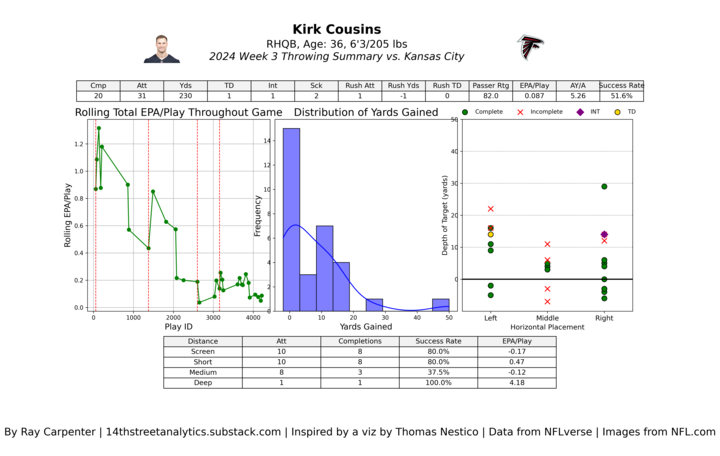 Kirk Cousins
RHQB, Age: 36, 6'3/205 lbs
2024 Week 3 Throwing Summary vs. Kansas City
Cmp Att Yds TD Int Sck Rush Att Rush Yds Rush TD Passer Rtg EPA/Play AY/A Success Rate
20 31 230 1 1 2 1 -1 0 82.0 0.087 5.26 51.6%
Rolling Total EPA/Play Throughout Game
Rolling EPA/Play
1.2
1.0
0.8
0.6
0.4
0.2
0.0
0 1000 2000 3000 4000
Play ID
Distribution of Yards Gained
Frequency
14
12
10
8
6
4
2
0
0 10 20 30 40 50
Yards Gained
Complete Incomplete INT TD
Depth of Target (yards)
50
40
30
20
10
0
Left Middle Right
Horizontal Placement
Distance Att Completions Success Rate EPA/Play
Screen 10 8 80.0% -0.17
Short 10 8 80.0% 0.47
Medium 8 3 37.5% -0.12
Deep 1 1 100.0% 4.18
By Ray Carpenter | 14thstreetanalytics.substack.com | Inspired by a viz by Thomas Nestico | Data from NFLverse | Images from NFL.com